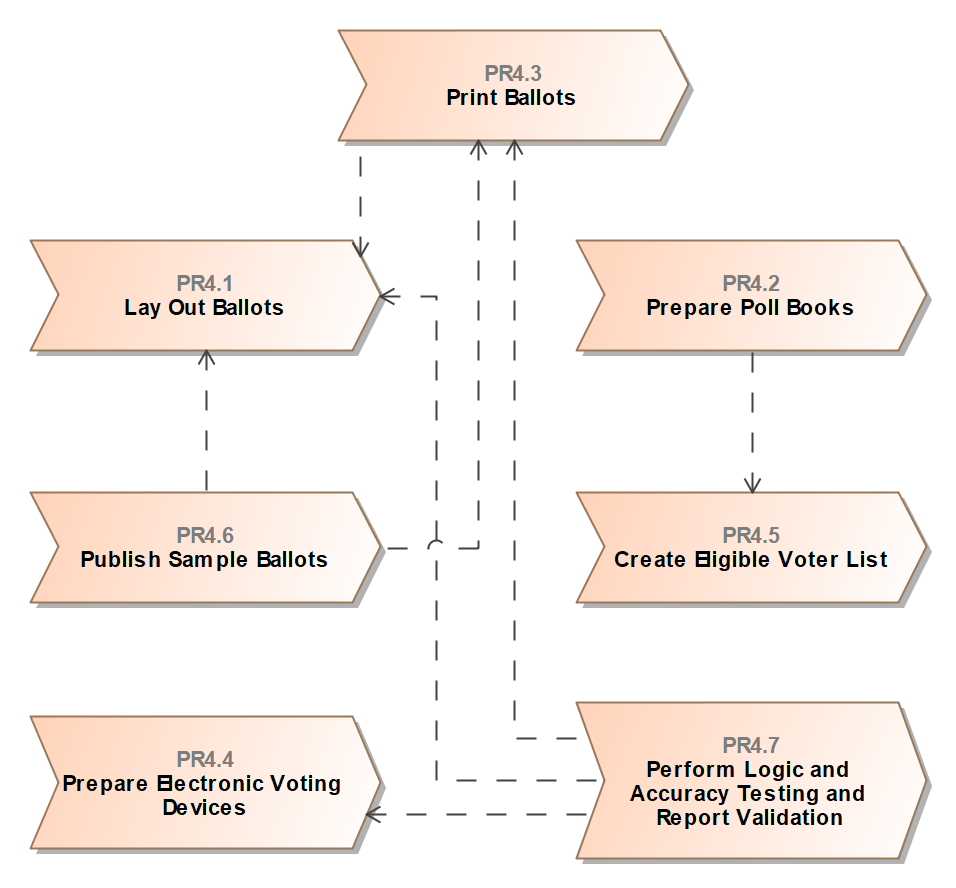 PR4.3
Print Ballots
PR4.1
Lay Out Ballots
PR4.2
Prepare Poll Books
PR4.6
Publish Sample Ballots
PR4.5
Create Eligible Voter List
PR4.4
Prepare Electronic Voting
Devices
PR4.7
Perform Logic and
Accuracy Testing and
Report Validation